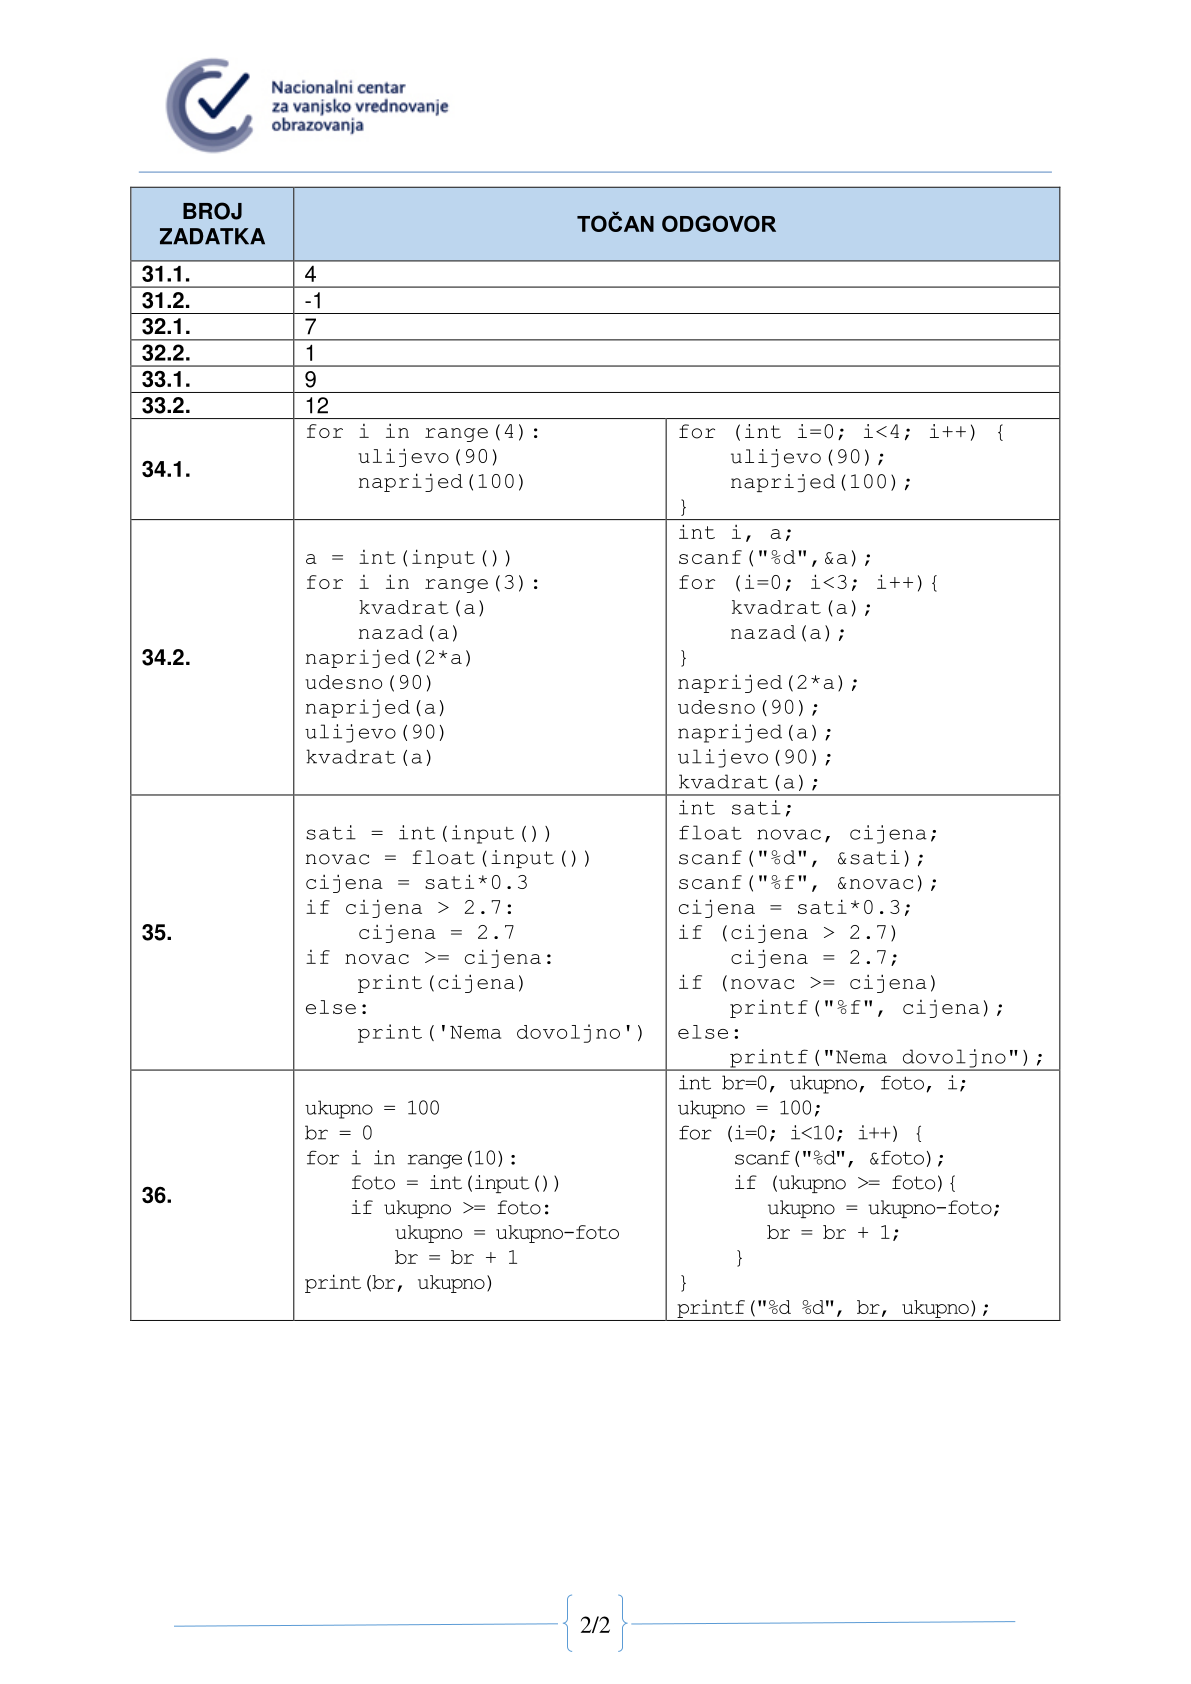 Nacionalni centar
za vanjsko vrednovanje
obrazovanja
BROJ
ZADATKA
TOČAN ODGOVOR
31.1.
4
31.2.
-1
32.1.
7
32.2.
1
33.1.
9
33.2.
12
34.1.
for i in range(4):
    ulijevo(90)
    naprijed(100)
for (int i=0; i<4; i++) {
    ulijevo(90);
    naprijed(100);
}
34.2.
a = int(input())
for i in range(3):
    kvadrat(a)
    nazad(a)
naprijed(2*a)
udesno(90)
naprijed(a)
ulijevo(90)
kvadrat(a)
int i, a;
scanf("%d",&a);
for (i=0; i<3; i++){
    kvadrat(a);
    nazad(a);
}
naprijed(2*a);
udesno(90);
naprijed(a);
ulijevo(90);
kvadrat(a);
35.
sati = int(input())
novac = float(input())
cijena = sati*0.3
if cijena > 2.7:
    cijena = 2.7
if novac >= cijena:
    print(cijena)
else:
    print('Nema dovoljno')
int sati;
float novac, cijena;
scanf("%d", &sati);
scanf("%f", &novac);
cijena = sati*0.3;
if (cijena > 2.7)
    cijena = 2.7;
if (novac >= cijena)
    printf("%f", cijena);
else:
    printf("Nema dovoljno");
36.
ukupno = 100
br = 0
for i in range(10):
    foto = int(input())
    if ukupno >= foto:
        ukupno = ukupno-foto
        br = br + 1
print(br, ukupno)
int br=0, ukupno, foto, i;
ukupno = 100;
for (i=0; i<10; i++) {
    scanf("%d", &foto);
    if (ukupno >= foto){
        ukupno = ukupno-foto;
        br = br + 1;
    }
}
printf("%d %d", br, ukupno);
2/2